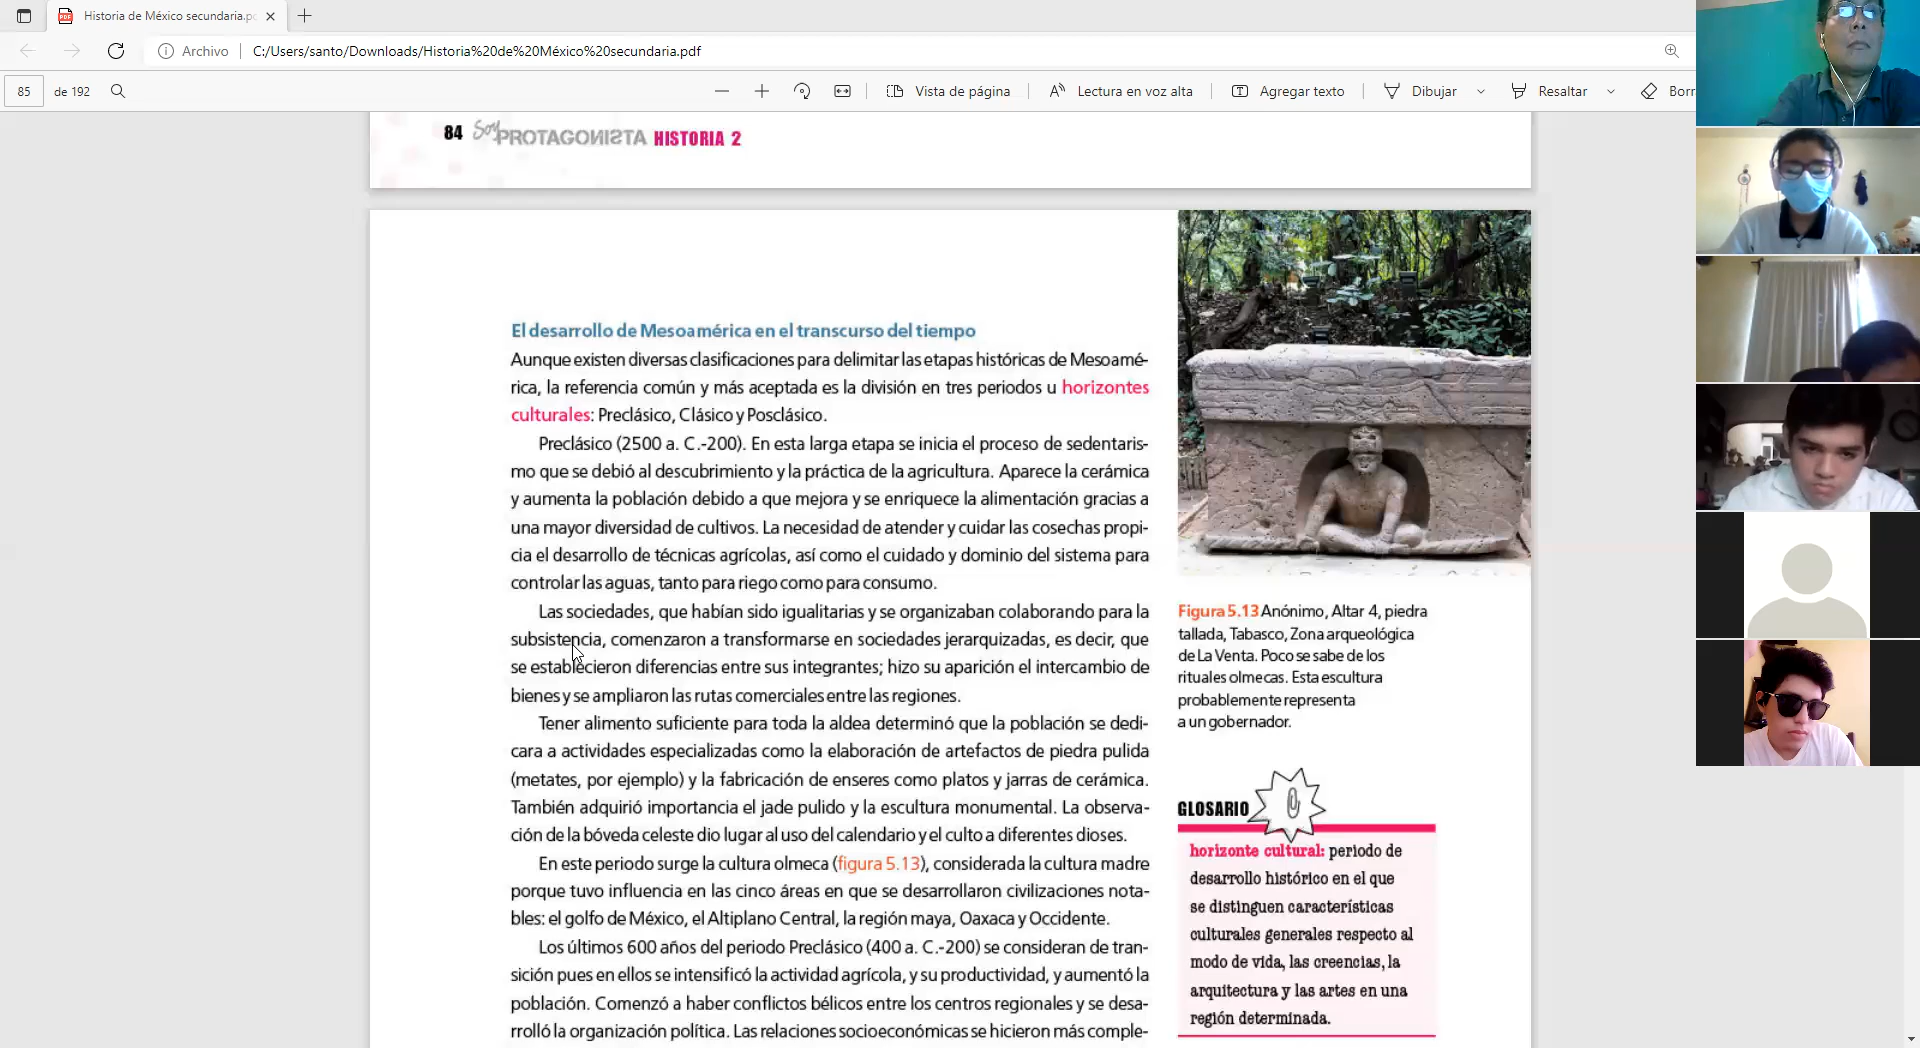 Historia de México secundaria.p
Archivo
C:/Users/santo/Downloads/Historia%20de%20México%20secundaria.pdf
85
de 192
Vista de página
Lectura en voz alta
Agregar texto
Dibujar
Resaltar
Borr
84 Soy PROTAGONISTA HISTORIA 2
El desarrollo de Mesoamérica en el transcurso del tiempo
Aunque existen diversas clasificaciones para delimitar las etapas históricas de Mesoamé-
rica, la referencia común y más aceptada es la división en tres periodos u horizontes
culturales: Preclásico, Clásico y Posclásico.
Preclásico (2500 a. C.-200). En esta larga etapa se inicia el proceso de sedentaris-
mo que se debió al descubrimiento y la práctica de la agricultura. Aparece la cerámica
y aumenta la población debido a que mejora y se enriquece la alimentación gracias a
una mayor diversidad de cultivos. La necesidad de atender y cuidar las cosechas propi-
cia el desarrollo de técnicas agrícolas, así como el cuidado y dominio del sistema para
controlar las aguas, tanto para riego como para consumo.
Las sociedades, que habían sido igualitarias y se organizaban colaborando para la
subsistencia, comenzaron a transformarse en sociedades jerarquizadas, es decir, que
se establecieron diferencias entre sus integrantes; hizo su aparición el intercambio de
bienes y se ampliaron las rutas comerciales entre las regiones.
Tener alimento suficiente para toda la aldea determinó que la población se dedi-
cara a actividades especializadas como la elaboración de artefactos de piedra pulida
(metates, por ejemplo) y la fabricación de enseres como platos y jarras de cerámica.
También adquirió importancia el jade pulido y la escultura monumental. La observa-
ción de la bóveda celeste dio lugar al uso del calendario y el culto a diferentes dioses.
En este periodo surge la cultura olmeca (figura 5.13), considerada la cultura madre
porque tuvo influencia en las cinco áreas en que se desarrollaron civilizaciones nota-
bles: el golfo de México, el Altiplano Central, la región maya, Oaxaca y Occidente.
Los últimos 600 años del periodo Preclásico (400 a. C.-200) se consideran de tran-
sición pues en ellos se intensificó la actividad agrícola, y su productividad, y aumentó la
población. Comenzó a haber conflictos bélicos entre los centros regionales y se desa-
rrolló la organización política. Las relaciones socioeconómicas se hicieron más comple-
Figura 5.13 Anónimo, Altar 4, piedra
tallada, Tabasco, Zona arqueológica
de La Venta. Poco se sabe de los
rituales olmecas. Esta escultura
probablemente representa
a un gobernador.
GLOSARIO
horizonte cultural: periodo de
desarrollo histórico en el que
se distinguen características
culturales generales respecto al
modo de vida, las creencias, la
arquitectura y las artes en una
región determinada.